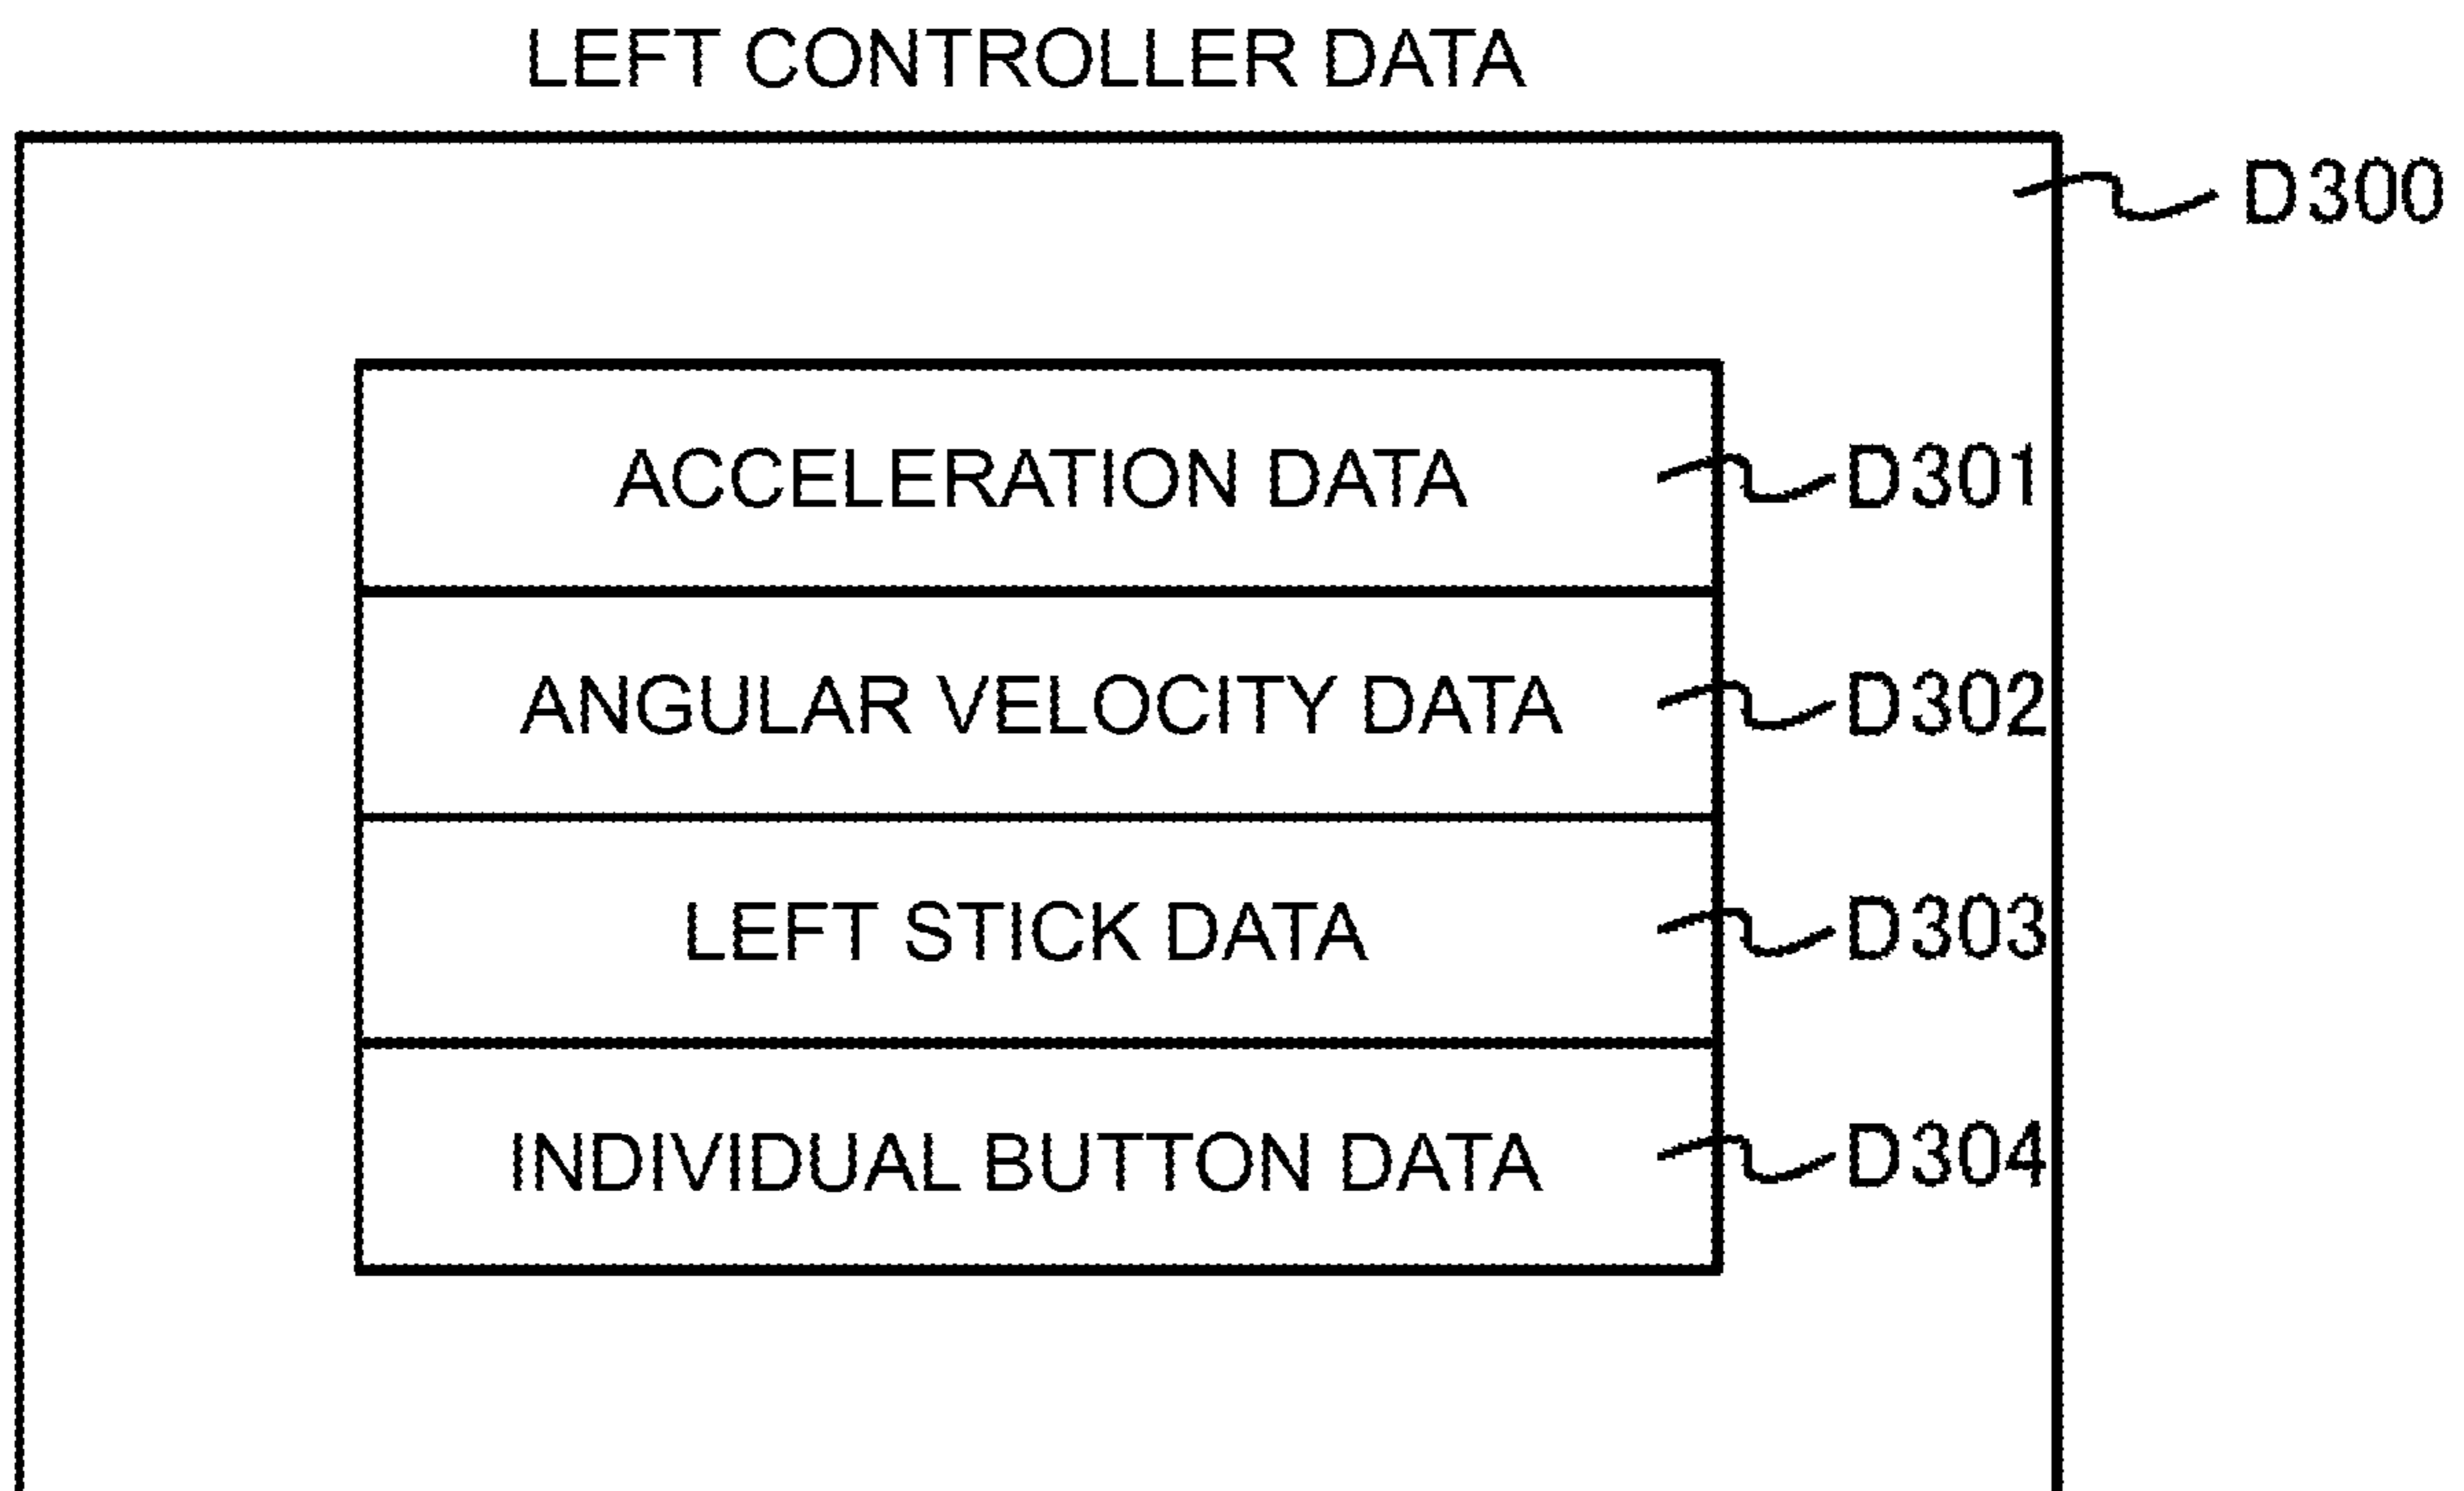 LEFT CONTROLLER DATA
D300
ACCELERATION DATA D301
ANGULAR VELOCITY DATA D302
LEFT STICK DATA D303
INDIVIDUAL BUTTON DATA D304